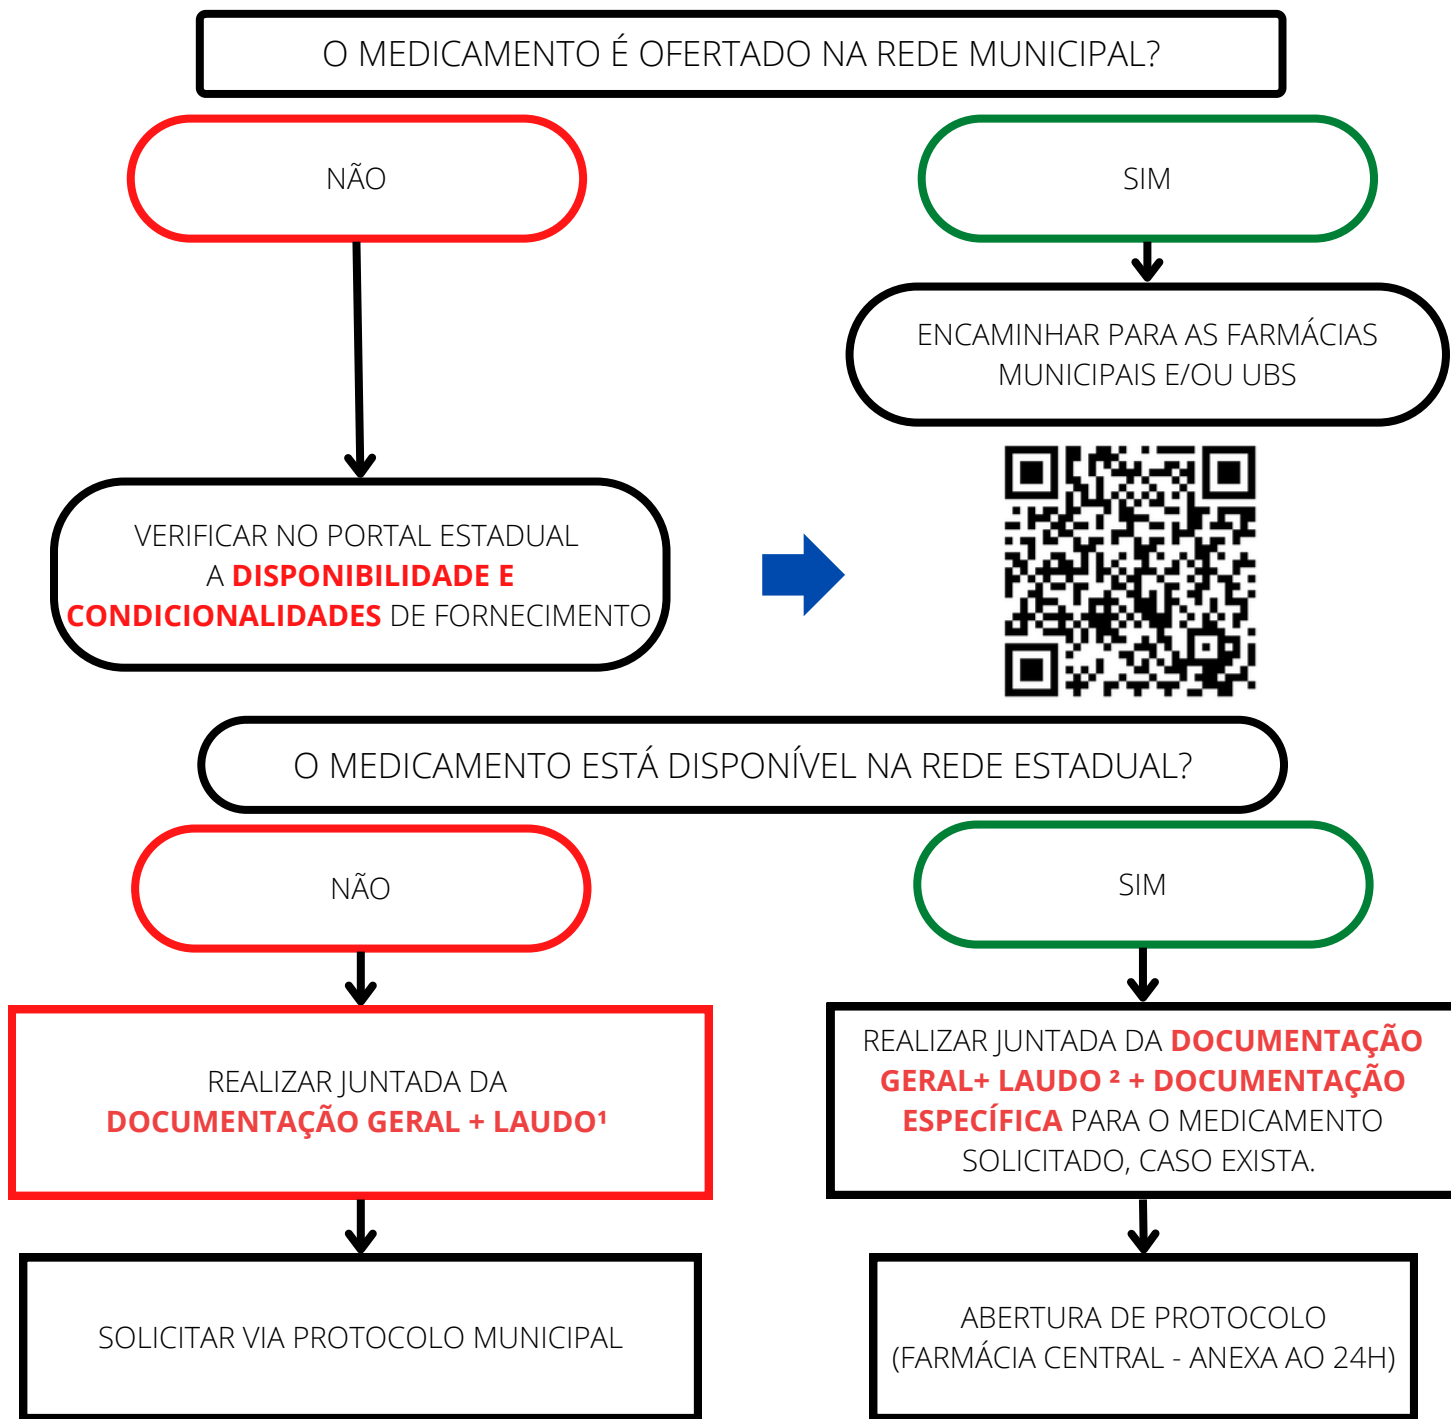 O MEDICAMENTO É OFERTADO NA REDE MUNICIPAL?
NÃO
SIM
ENCAMINHAR PARA AS FARMÁCIAS
MUNICIPAIS E/OU UBS
VERIFICAR NO PORTAL ESTADUAL
A DISPONIBILIDADE E
CONDICIONALIDADES DE FORNECIMENTO
O MEDICAMENTO ESTÁ DISPONÍVEL NA REDE ESTADUAL?
NÃO
SIM
REALIZAR JUNTADA DA
DOCUMENTAÇÃO GERAL + LAUDO¹
REALIZAR JUNTADA DA DOCUMENTAÇÃO
GERAL+ LAUDO ² + DOCUMENTAÇÃO
ESPECÍFICA PARA O MEDICAMENTO
SOLICITADO, CASO EXISTA.
SOLICITAR VIA PROTOCOLO MUNICIPAL
ABERTURA DE PROTOCOLO
(FARMÁCIA CENTRAL - ANEXA AO 24H)